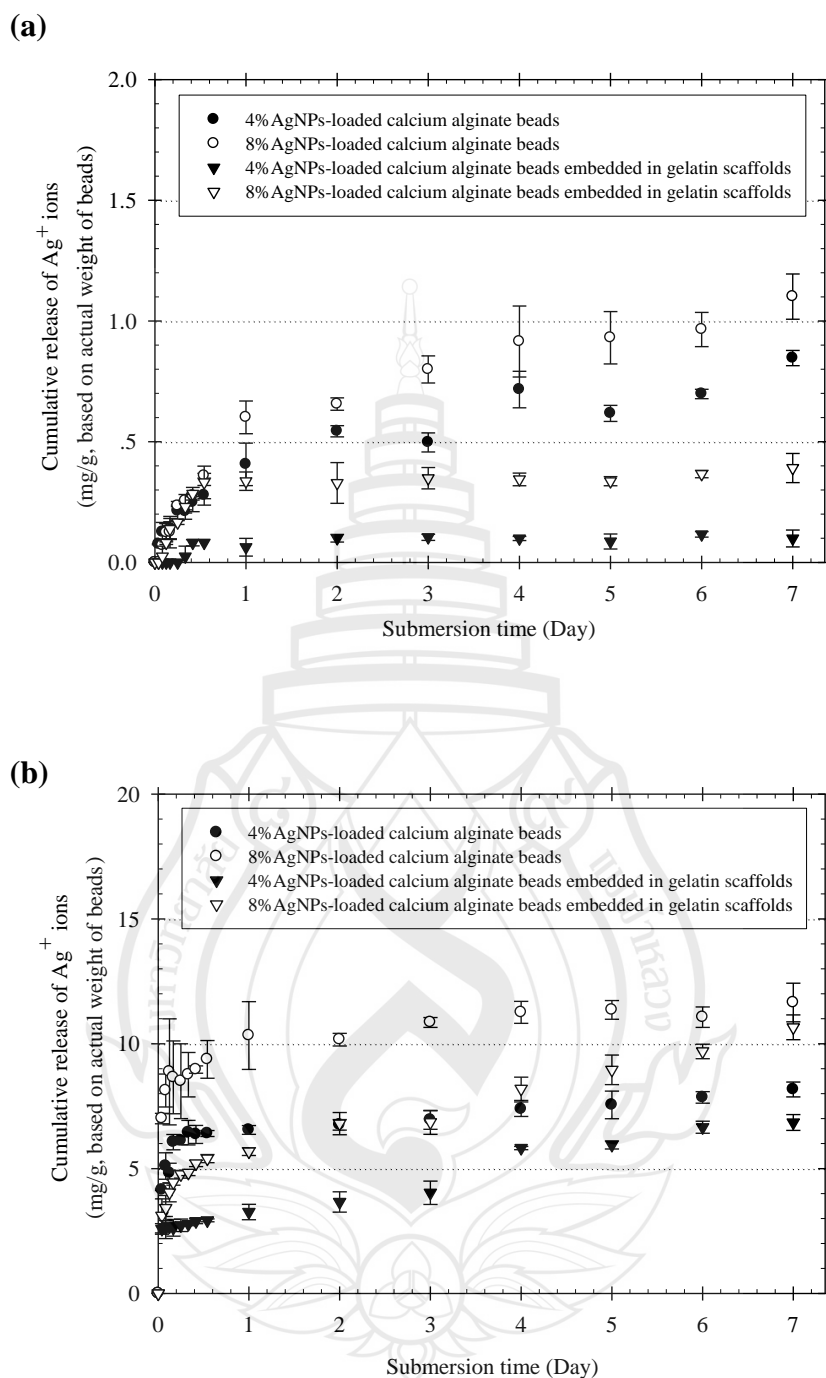 (a)
2.0
1.5
1.0
.5
0.0
Cumulative release of Ag+ ions
(mg/g, based on actual weight of beads)
4%AgNPs-loaded calcium alginate beads
8%AgNPs-loaded calcium alginate beads
4%AgNPs-loaded calcium alginate beads embedded in gelatin scaffolds
8%AgNPs-loaded calcium alginate beads embedded in gelatin scaffolds
0 1 2 3 4 5 6 7
Submersion time (Day)
(b)
20
15
10
5
0
Cumulative release of Ag+ ions
(mg/g, based on actual weight of beads)
4%AgNPs-loaded calcium alginate beads
8%AgNPs-loaded calcium alginate beads
4%AgNPs-loaded calcium alginate beads embedded in gelatin scaffolds
8%AgNPs-loaded calcium alginate beads embedded in gelatin scaffolds
0 1 2 3 4 5 6 7
Submersion time (Day)